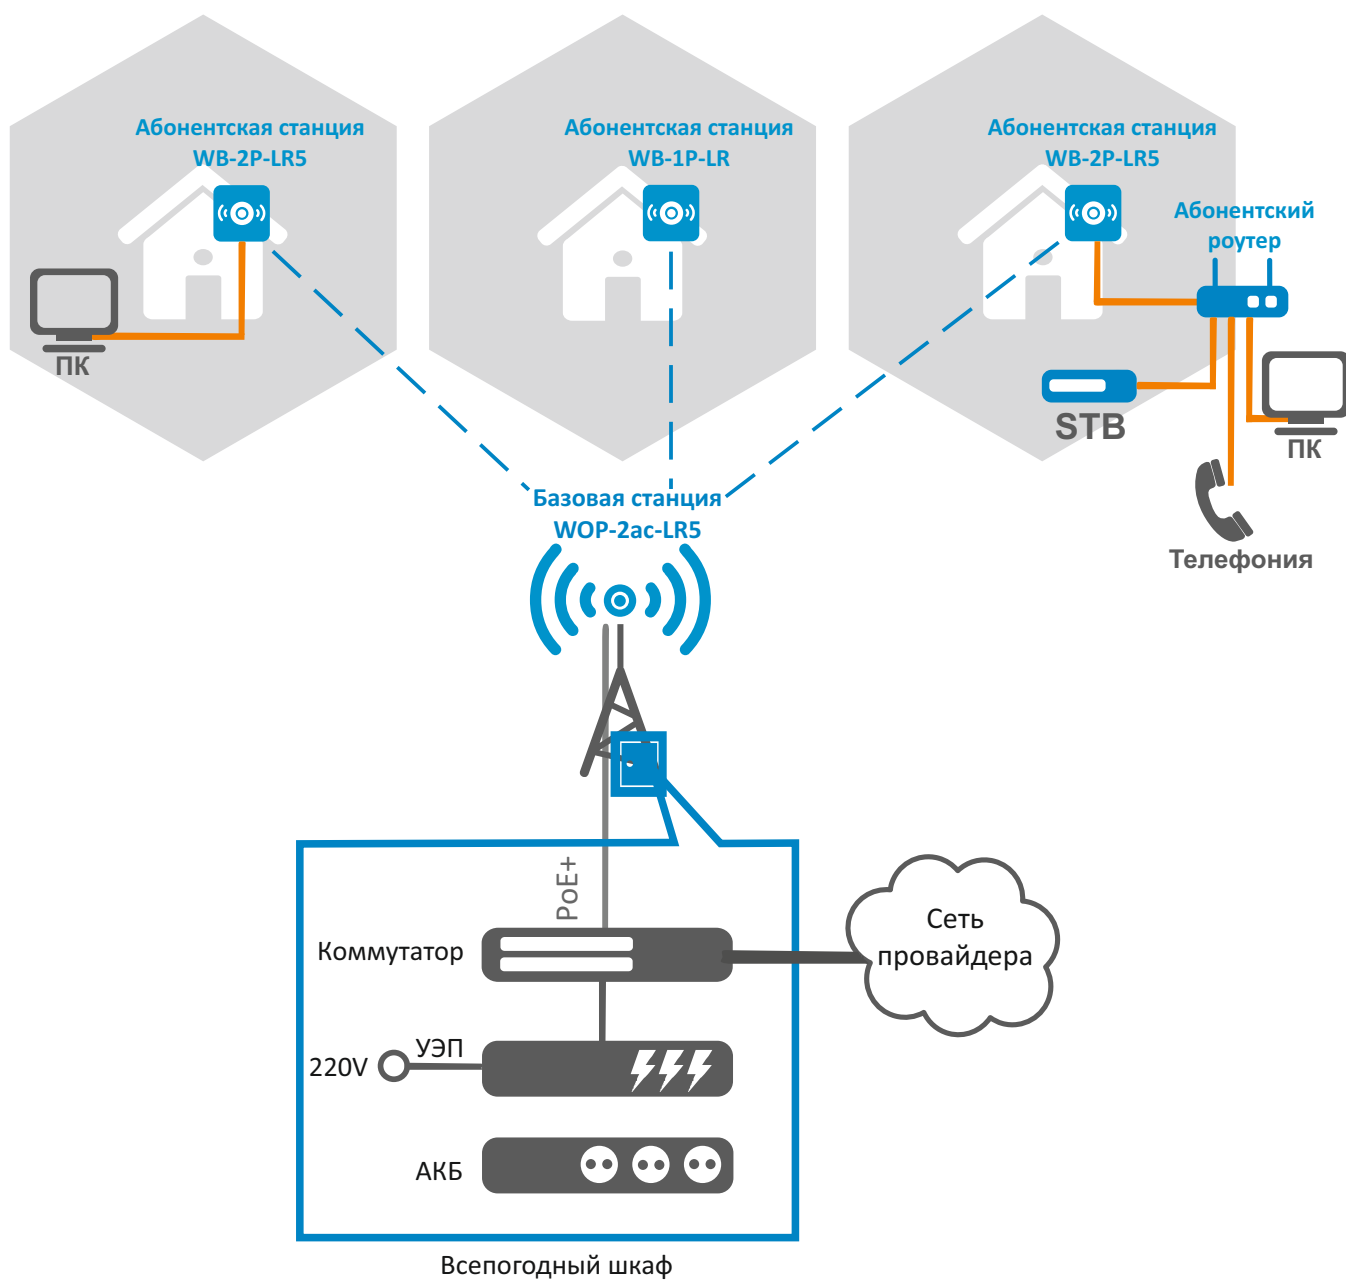 Абонентская станция
WB-2P-LR5
Абонентская станция
WB-1P-LR
Абонентская станция
WB-2P-LR5
Абонентский
роутер
ПК
STB
ПК
Телефония
Базовая станция
WOP-2ac-LR5
PoE+
Коммутатор
Сеть
провайдера
УЭП
220V
АКБ
Всепогодный шкаф